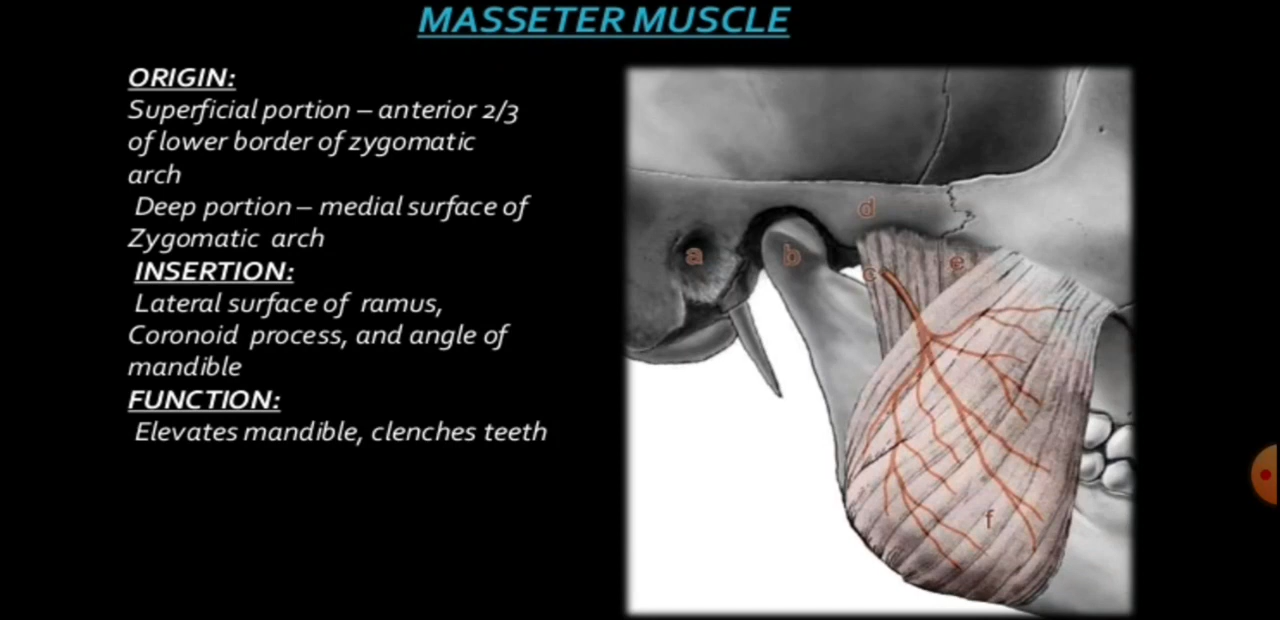 MASSETER MUSCLE
ORIGIN:
Superficial portion – anterior 2/3
of lower border of zygomatic
arch
Deep portion – medial surface of
Zygomatic arch
INSERTION:
Lateral surface of ramus,
Coronoid process, and angle of
mandible
FUNCTION:
Elevates mandible, clenches teeth
d
a
b
c
e
f